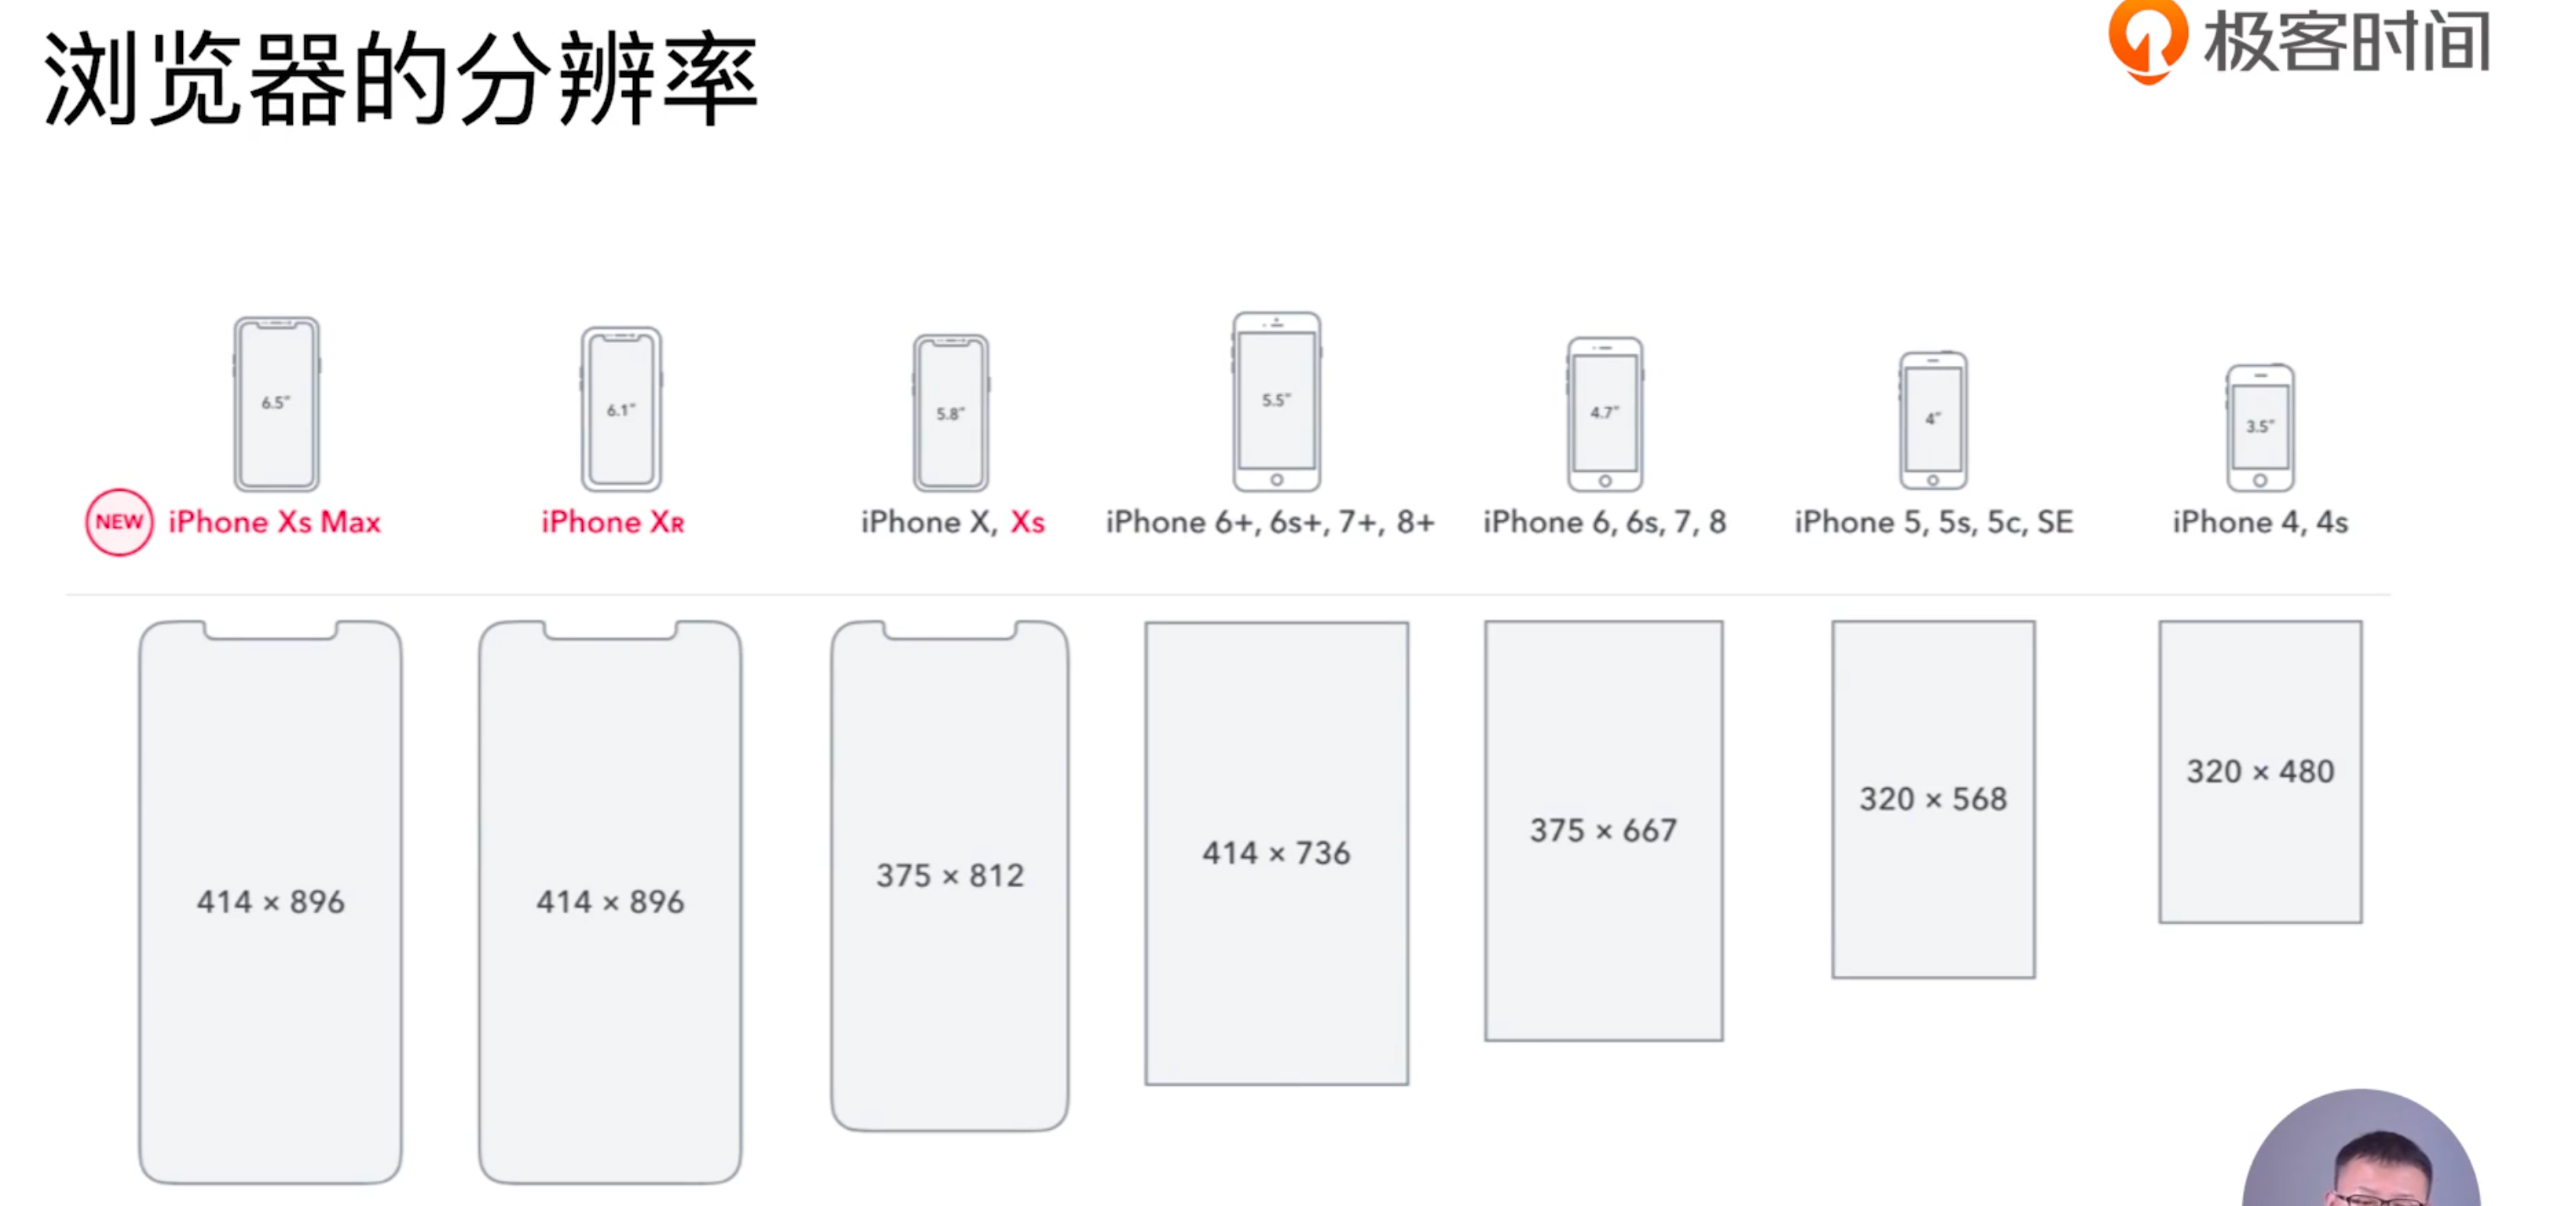 浏览器的分辨率
极客时间
6.5"
6.1"
5.8"
5.5"
4.7"
4"
3.5"
NEW iPhone Xs Max
iPhone XR
iPhone X, Xs
iPhone 6+, 6s+, 7+, 8+
iPhone 6, 6s, 7, 8
iPhone 5, 5s, 5c, SE
iPhone 4, 4s
414 × 896
414 × 896
375 × 812
414 × 736
375 × 667
320 × 568
320 × 480